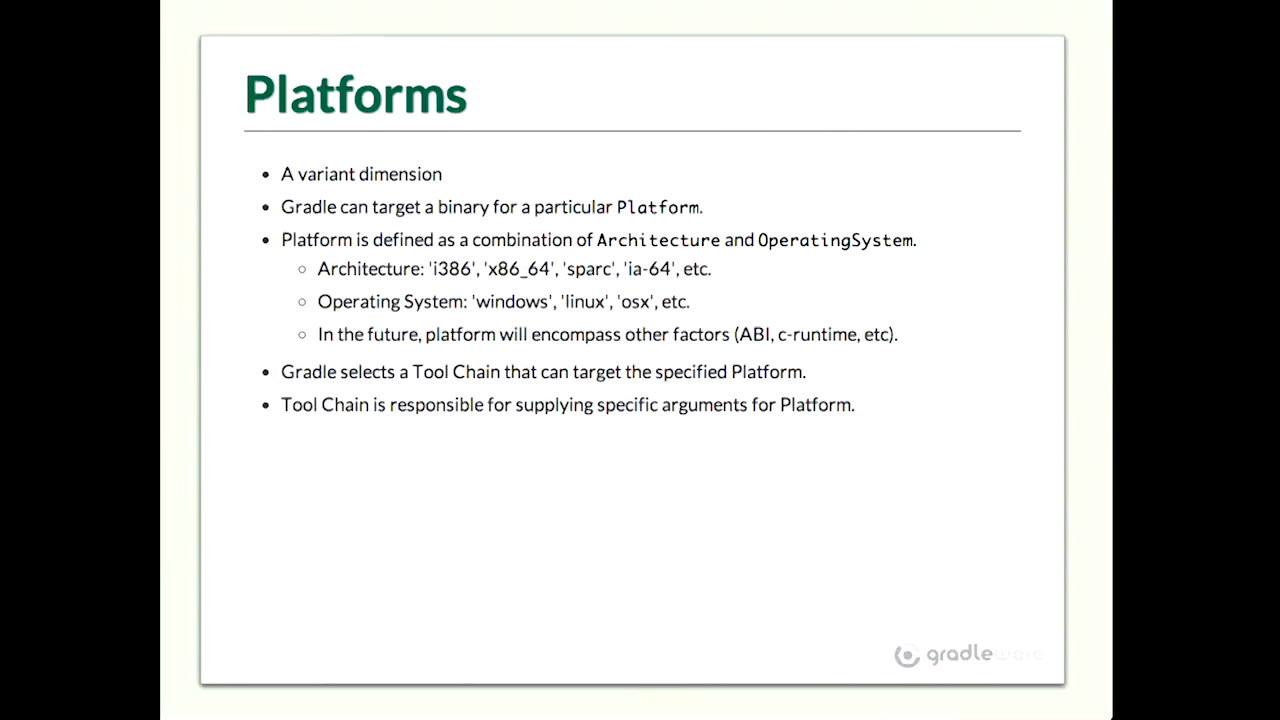 Platforms
A variant dimension
Gradle can target a binary for a particular Platform.
Platform is defined as a combination of Architecture and OperatingSystem.
Architecture: 'i386', 'x86_64', 'sparc', 'ia-64', etc.
Operating System: 'windows', 'linux', 'osx', etc.
In the future, platform will encompass other factors (ABI, c-runtime, etc).
Gradle selects a Tool Chain that can target the specified Platform.
Tool Chain is responsible for supplying specific arguments for Platform.
gradleware